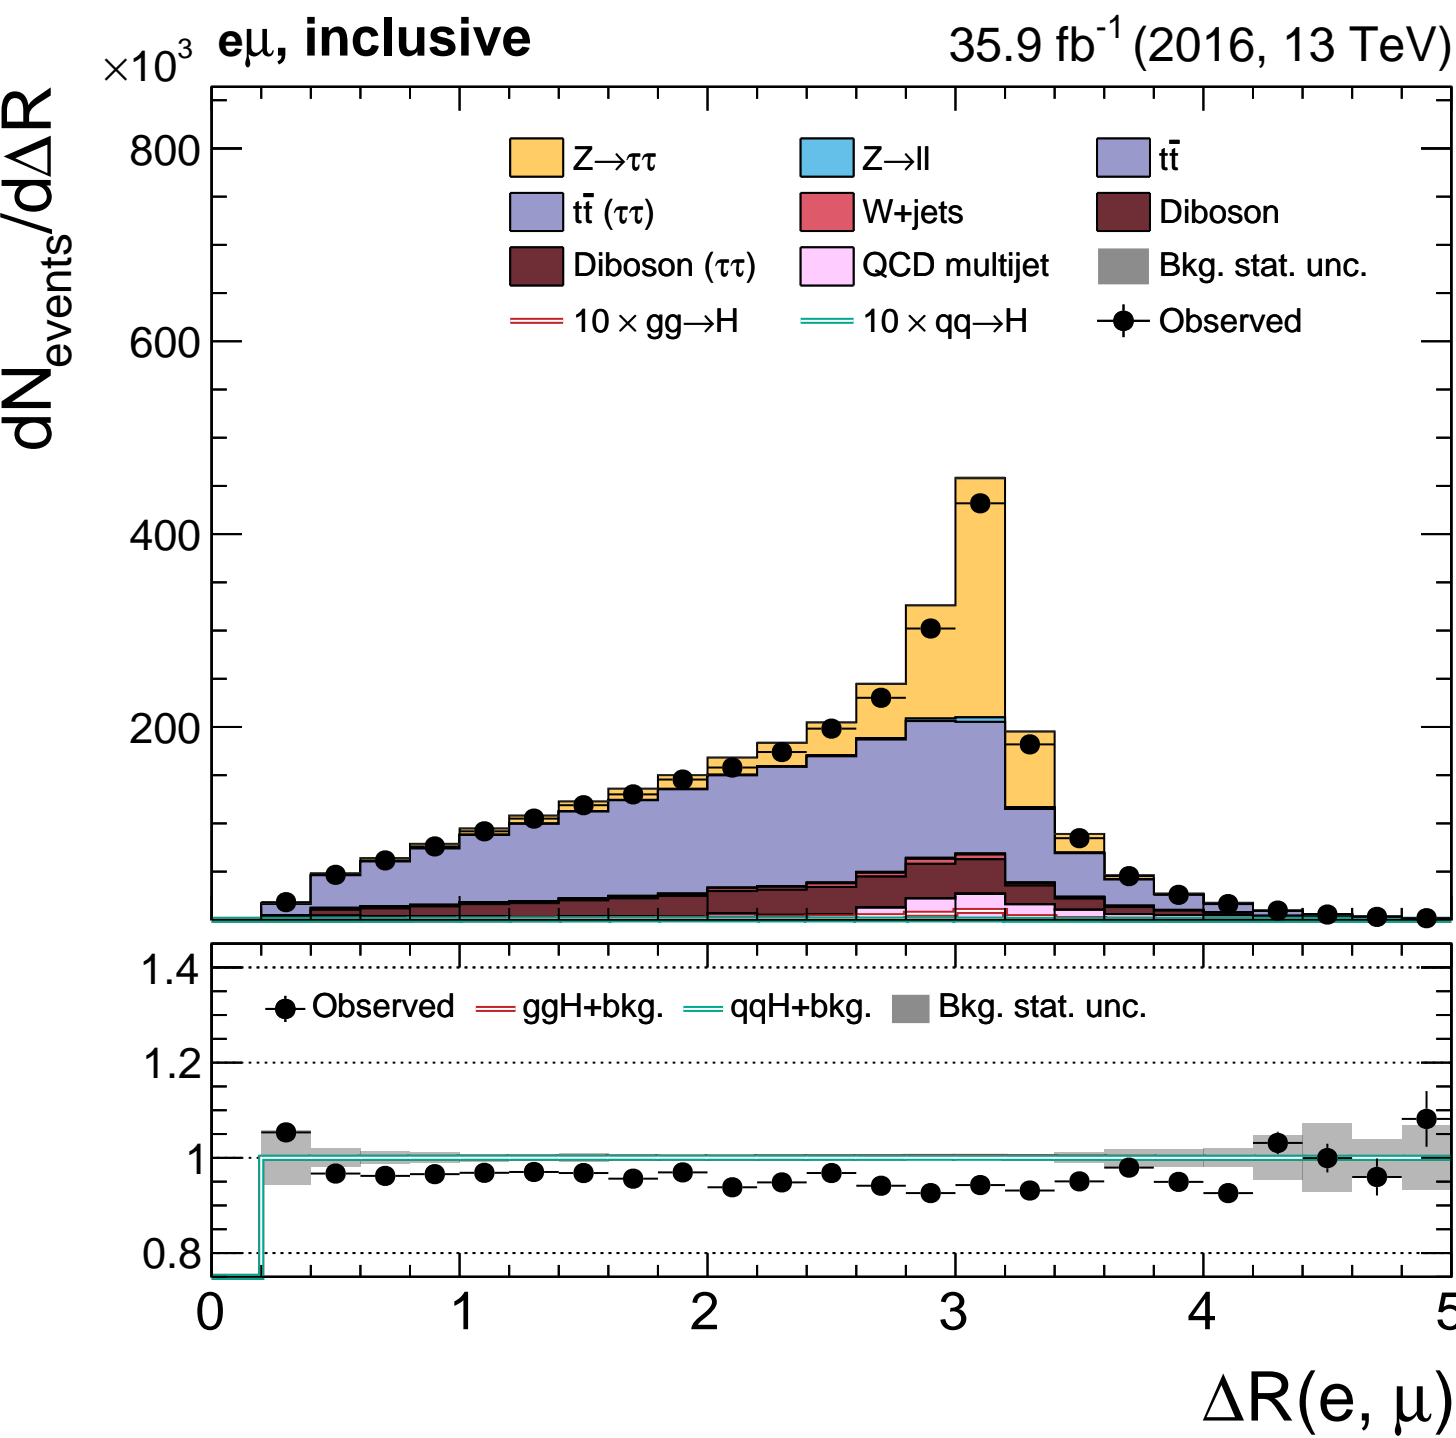 ×10³ eμ, inclusive 35.9 fb⁻¹ (2016, 13 TeV)
dN_events/dΔR
800
600
400
200
Z→ττ Z→ll tt̄
tt̄ (ττ) W+jets Diboson
Diboson (ττ) QCD multijet Bkg. stat. unc.
10 × gg→H 10 × qq→H Observed
1.4
1.2
1
0.8
Observed ggH+bkg. qqH+bkg. Bkg. stat. unc.
0 1 2 3 4 5
ΔR(e, μ)